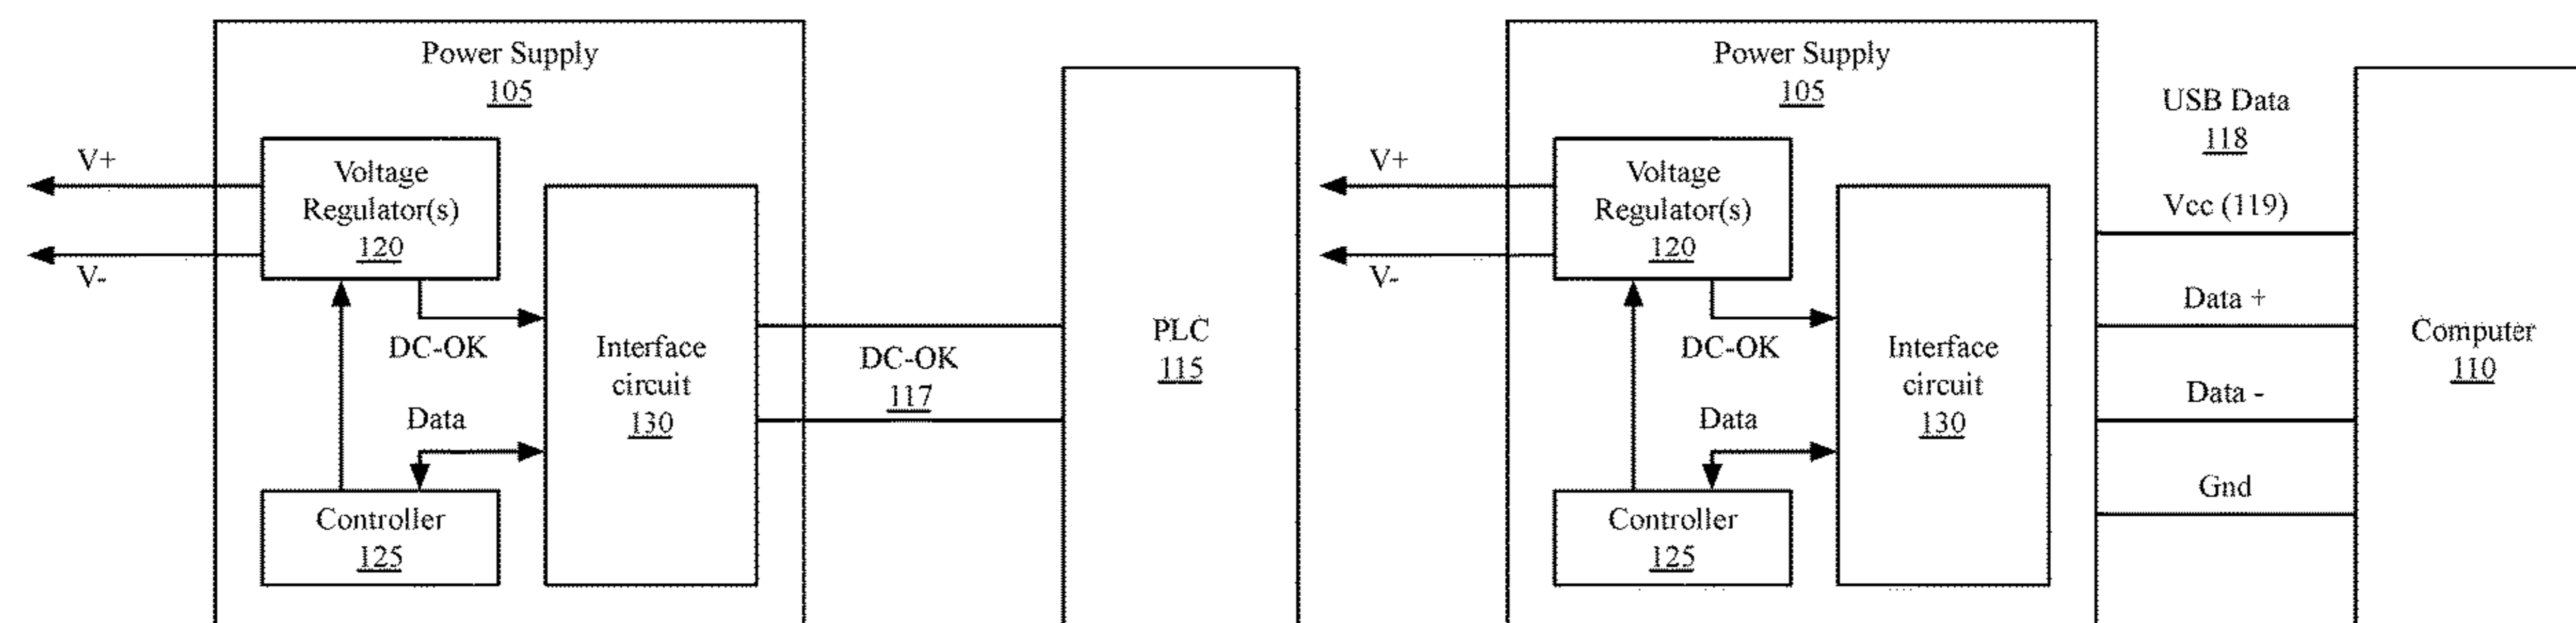 Power Supply
105
V+
V-
Voltage
Regulator(s)
120
DC-OK
Data
Controller
125
Interface
circuit
130
DC-OK
117
PLC
115
Power Supply
105
V+
V-
Voltage
Regulator(s)
120
DC-OK
Data
Controller
125
Interface
circuit
130
USB Data
118
Vcc (119)
Data +
Data -
Gnd
Computer
110